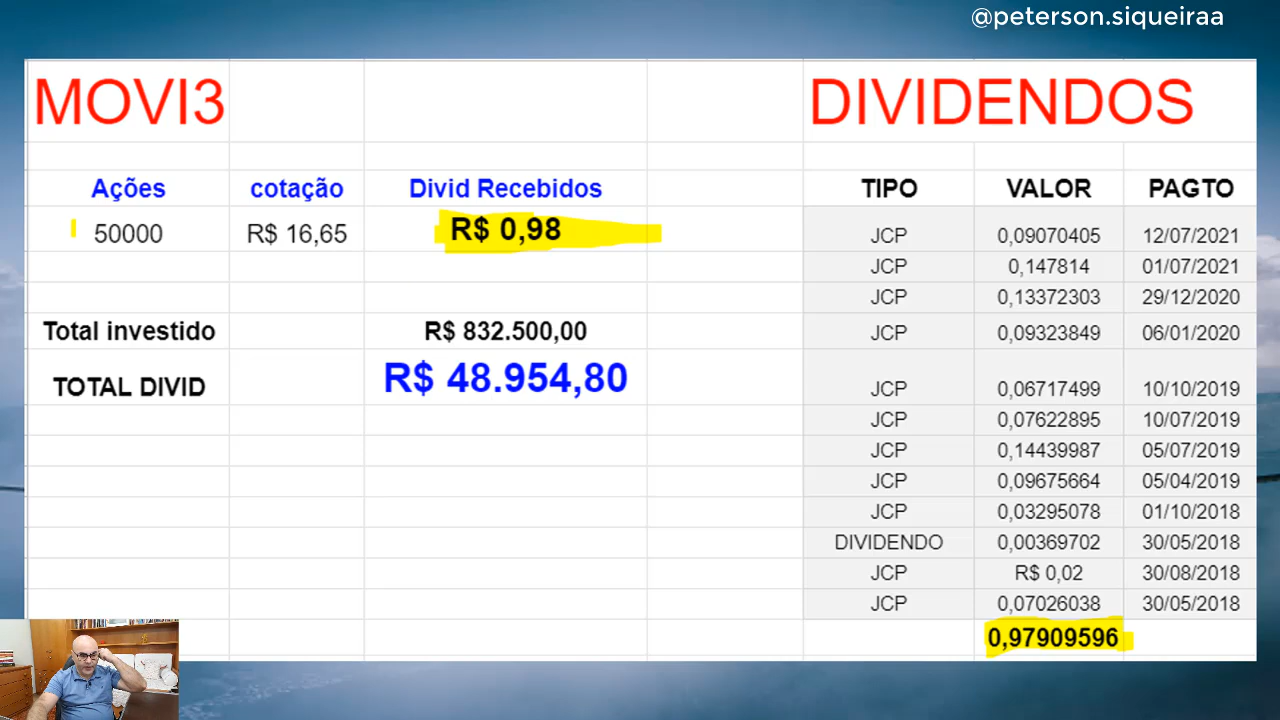 @peterson.siqueiraa
MOVI3 DIVIDENDOS
Ações cotação Divid Recebidos TIPO VALOR PAGTO
50000 R$ 16,65 R$ 0,98 JCP 0,09070405 12/07/2021
JCP 0,147814 01/07/2021
JCP 0,13372303 29/12/2020
Total investido R$ 832.500,00 JCP 0,09323849 06/01/2020
TOTAL DIVID R$ 48.954,80 JCP 0,06717499 10/10/2019
JCP 0,07622895 10/07/2019
JCP 0,14439987 05/07/2019
JCP 0,09675664 05/04/2019
JCP 0,03295078 01/10/2018
DIVIDENDO 0,00369702 30/05/2018
JCP R$ 0,02 30/08/2018
JCP 0,07026038 30/05/2018
0,97909596